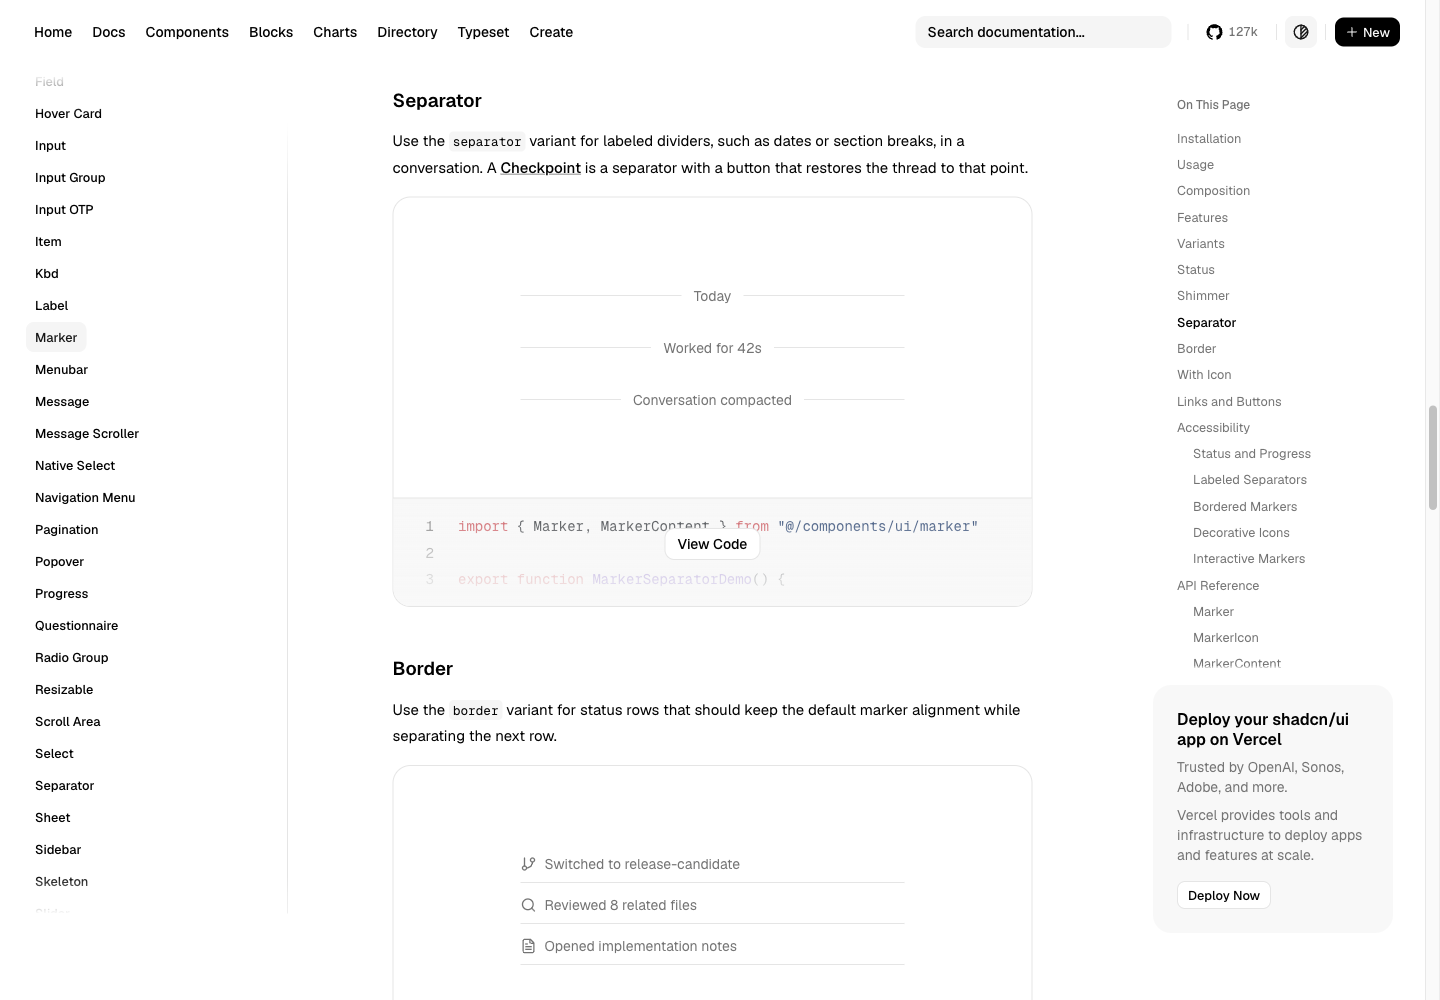 Home Docs Components Blocks Charts Directory Typeset Create
Search documentation...
127k
New
Field
Hover Card
Input
Input Group
Input OTP
Item
Kbd
Label
Marker
Menubar
Message
Message Scroller
Native Select
Navigation Menu
Pagination
Popover
Progress
Questionnaire
Radio Group
Resizable
Scroll Area
Select
Separator
Sheet
Sidebar
Skeleton
Slider
Separator
Use the separator variant for labeled dividers, such as dates or section breaks, in a
conversation. A Checkpoint is a separator with a button that restores the thread to that point.
Today
Worked for 42s
Conversation compacted
1 import { Marker, MarkerContent } from "@/components/ui/marker"
View Code
2
3 export function MarkerSeparatorDemo() {
Border
Use the border variant for status rows that should keep the default marker alignment while
separating the next row.
Switched to release-candidate
Reviewed 8 related files
Opened implementation notes
On This Page
Installation
Usage
Composition
Features
Variants
Status
Shimmer
Separator
Border
With Icon
Links and Buttons
Accessibility
Status and Progress
Labeled Separators
Bordered Markers
Decorative Icons
Interactive Markers
API Reference
Marker
MarkerIcon
MarkerContent
Deploy your shadcn/ui
app on Vercel
Trusted by OpenAI, Sonos,
Adobe, and more.
Vercel provides tools and
infrastructure to deploy apps
and features at scale.
Deploy Now